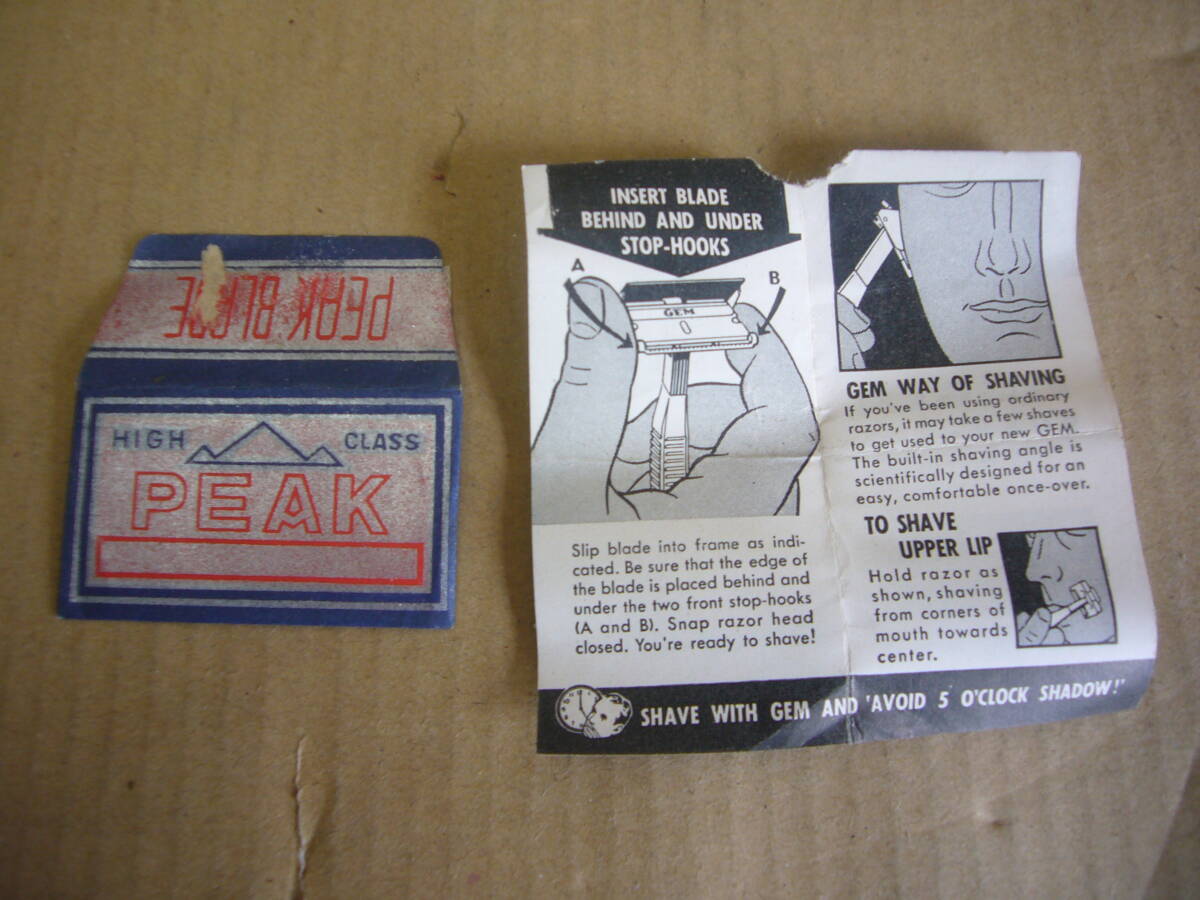 PEAK BLADE
HIGH CLASS
PEAK
INSERT BLADE
BEHIND AND UNDER
STOP-HOOKS
A
B
GEM
Slip blade into frame as indi-
cated. Be sure that the edge of
the blade is placed behind and
under the two front stop-hooks
(A and B). Snap razor head
closed. You're ready to shave!
GEM WAY OF SHAVING
If you've been using ordinary
razors, it may take a few shaves
to get used to your new GEM.
The built-in shaving angle is
scientifically designed for an
easy, comfortable once-over.
TO SHAVE
UPPER LIP
Hold razor as
shown, shaving
from corners of
mouth towards
center.
SHAVE WITH GEM AND 'AVOID 5 O'CLOCK SHADOW!'